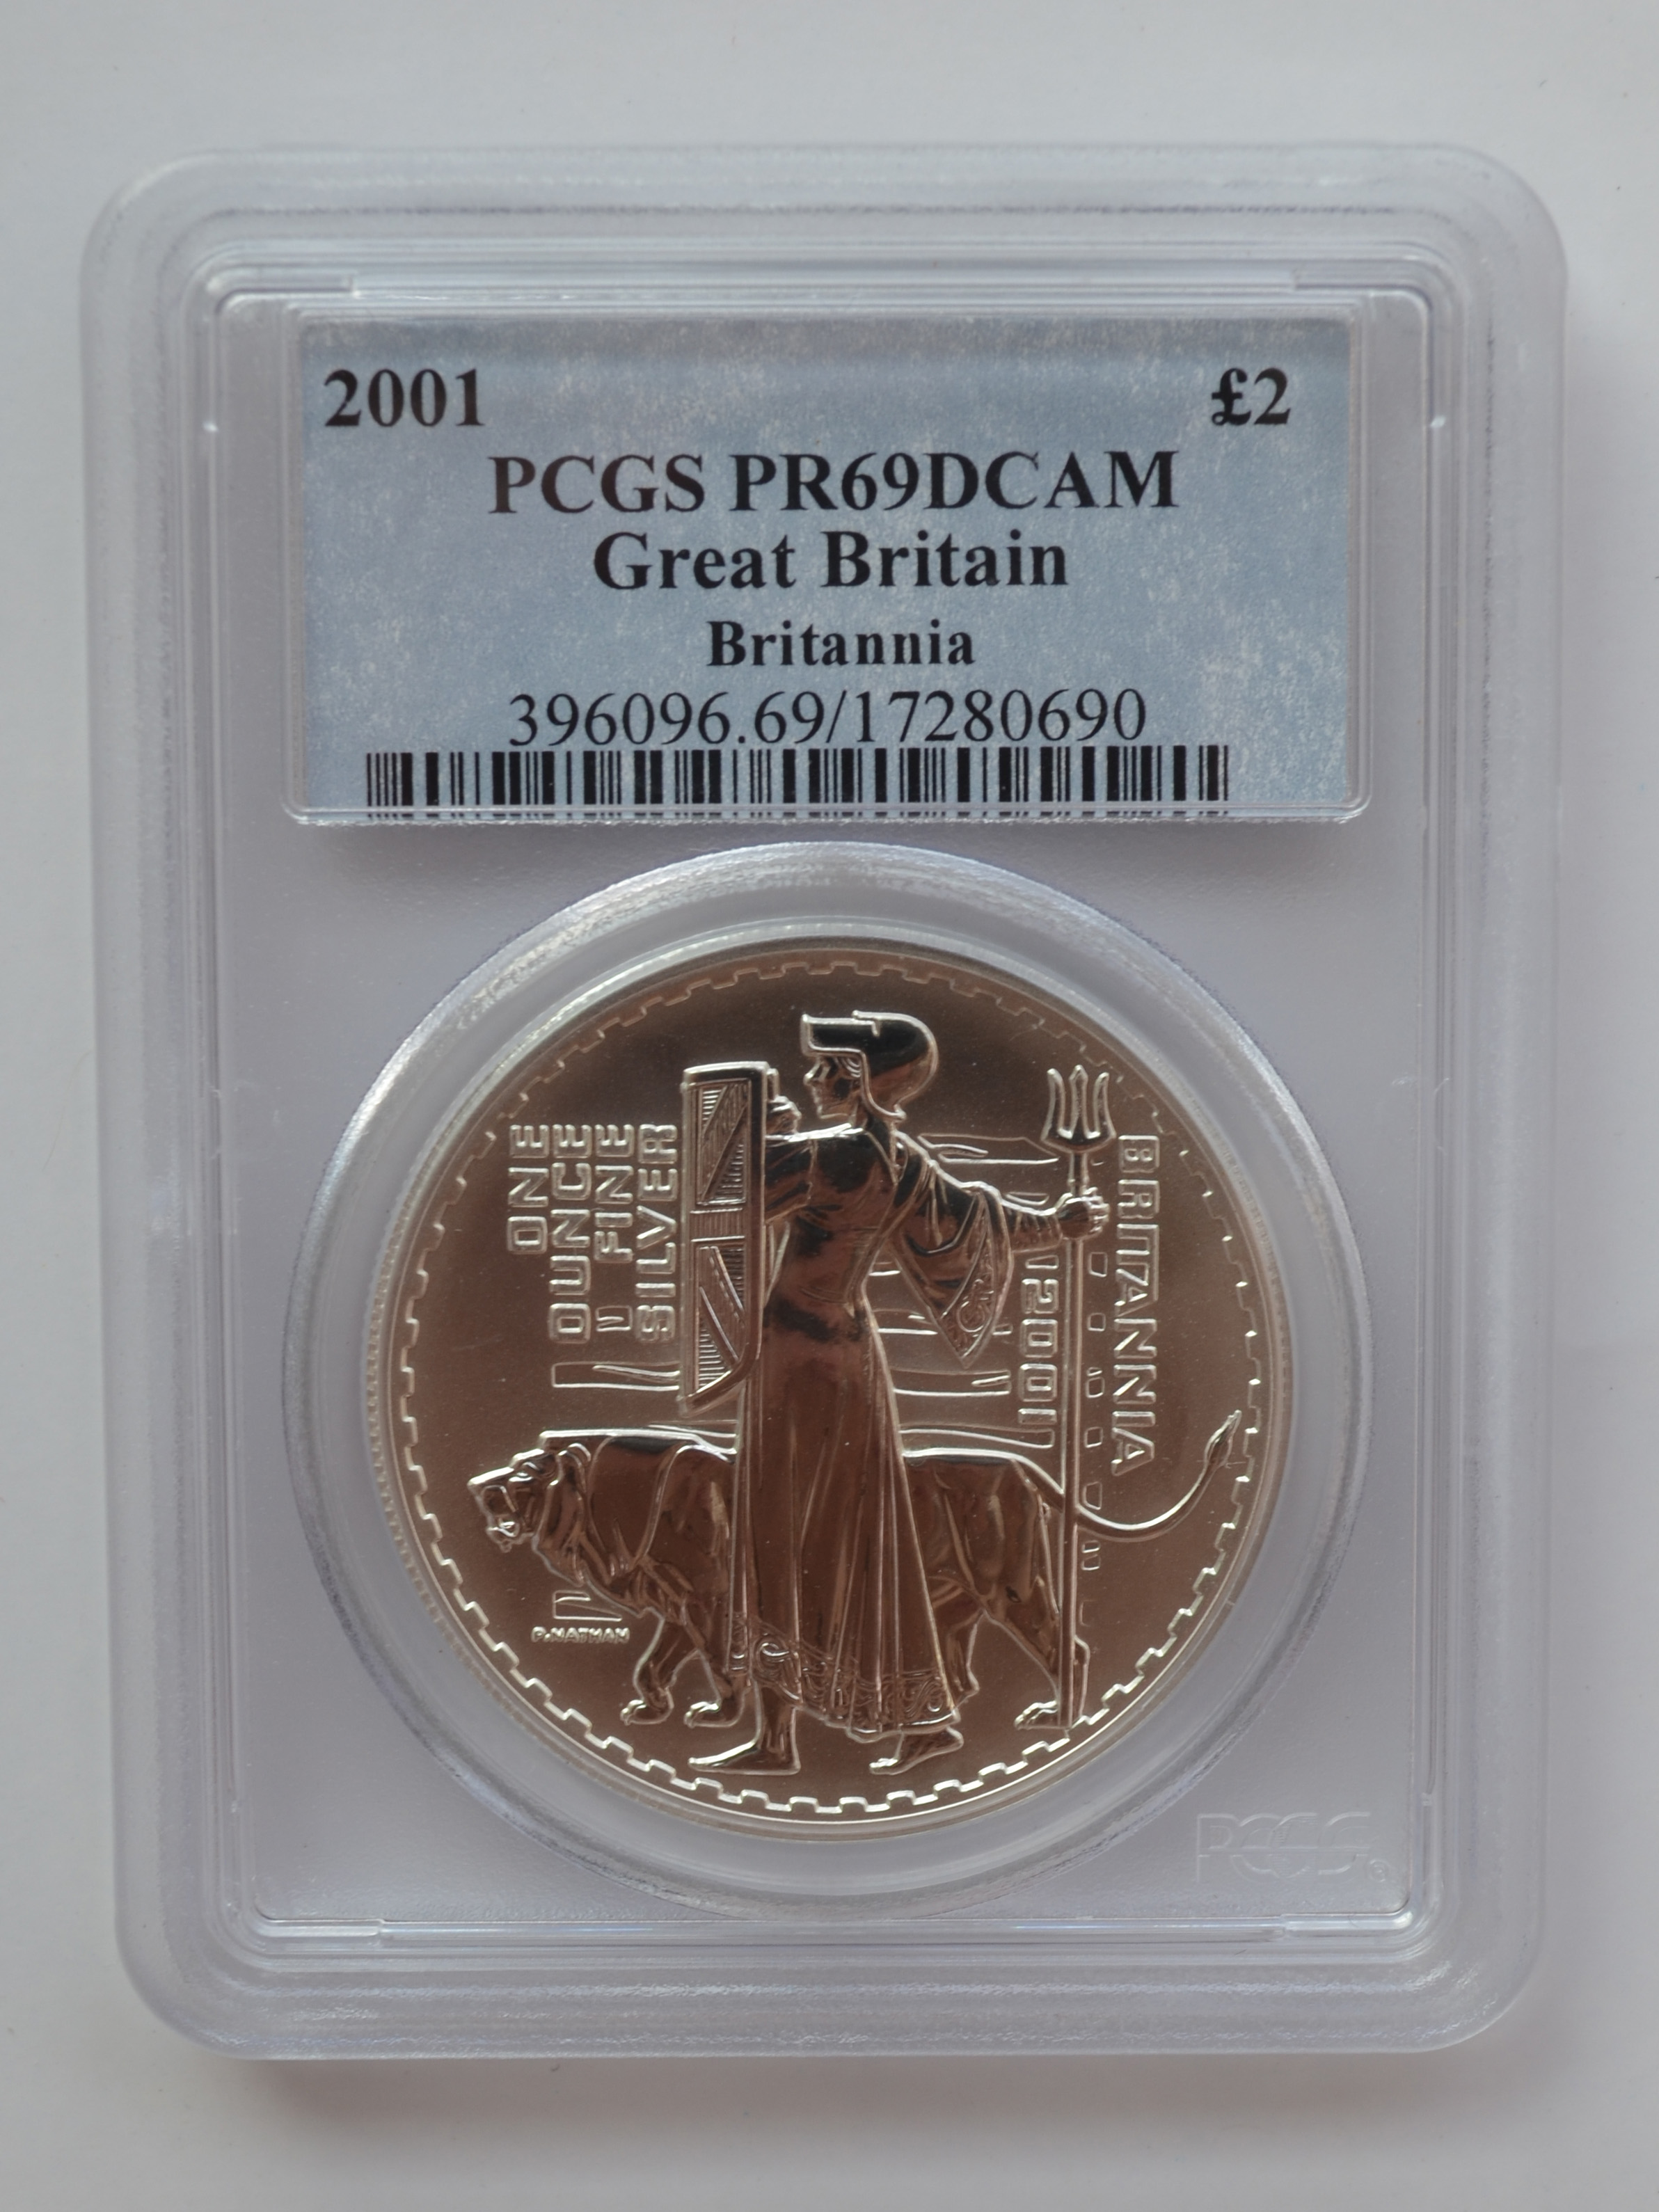 2001 £2
PCGS PR69DCAM
Great Britain
Britannia
396096.69/17280690
ONE
OUNCE
FINE
SILVER
2001
BRITANNIA
P.NATHAN
PCGS